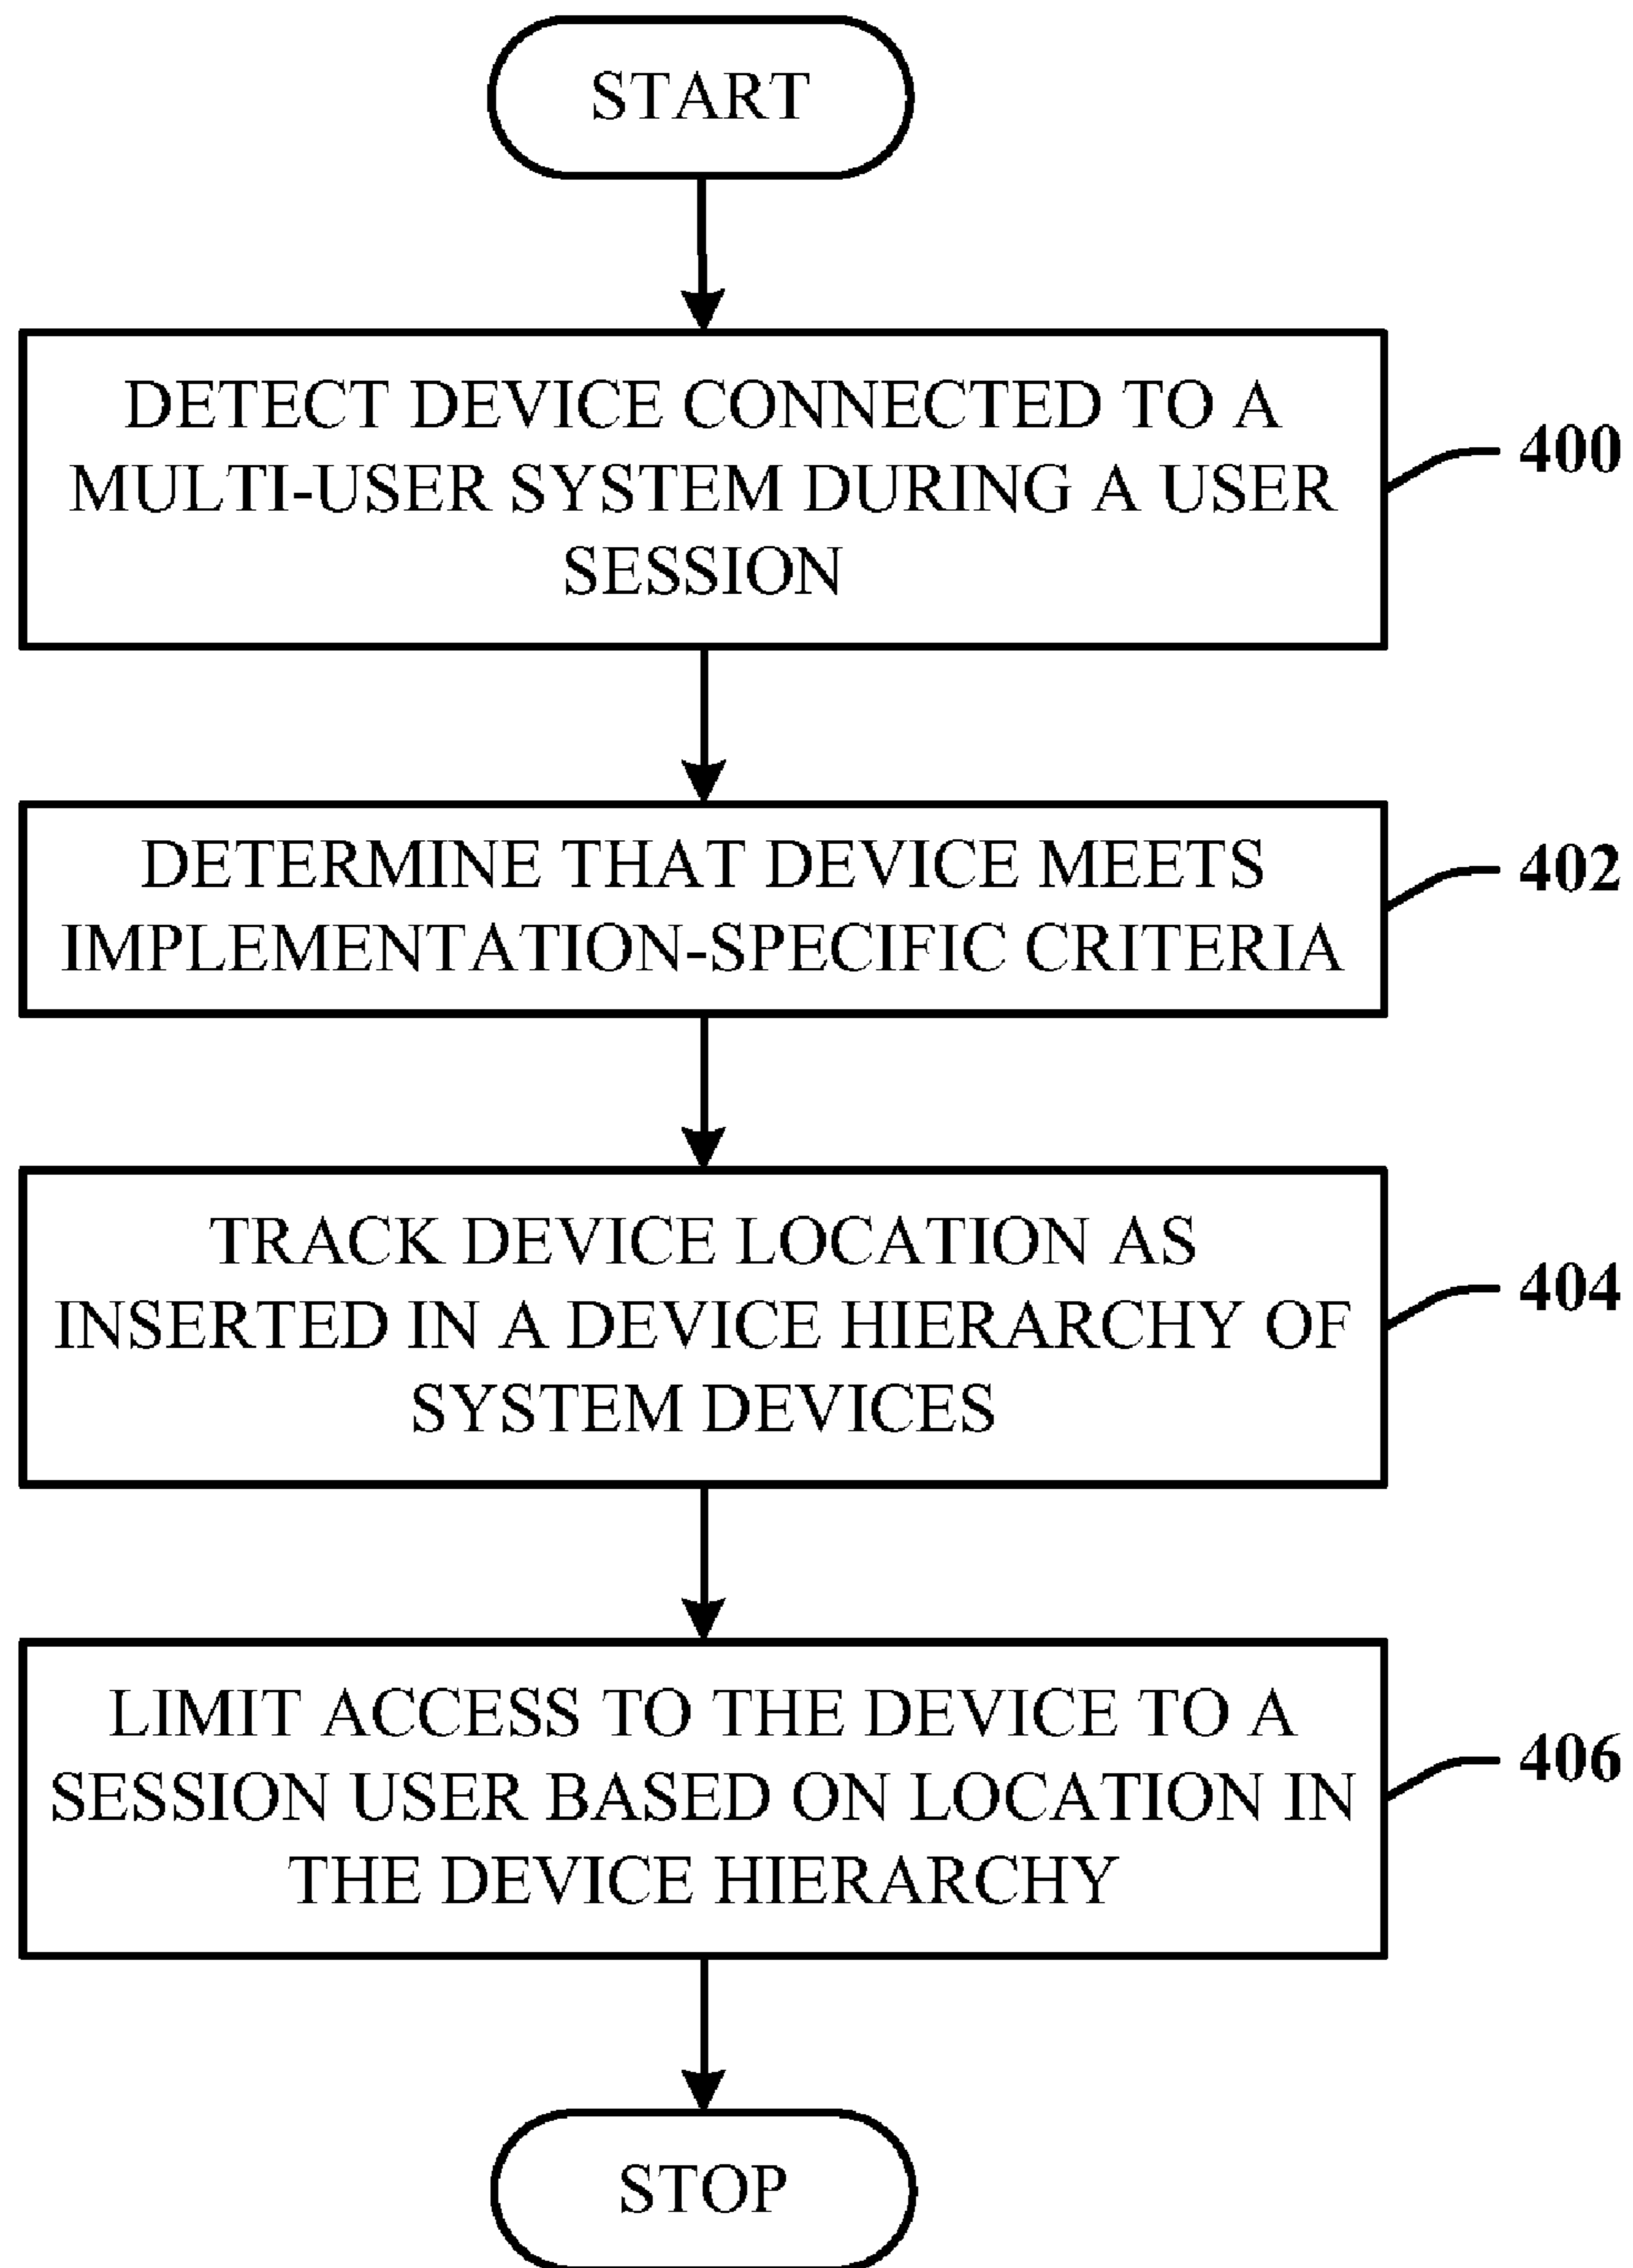 START
DETECT DEVICE CONNECTED TO A
MULTI-USER SYSTEM DURING A USER
SESSION
400
DETERMINE THAT DEVICE MEETS
IMPLEMENTATION-SPECIFIC CRITERIA
402
TRACK DEVICE LOCATION AS
INSERTED IN A DEVICE HIERARCHY OF
SYSTEM DEVICES
404
LIMIT ACCESS TO THE DEVICE TO A
SESSION USER BASED ON LOCATION IN
THE DEVICE HIERARCHY
406
STOP